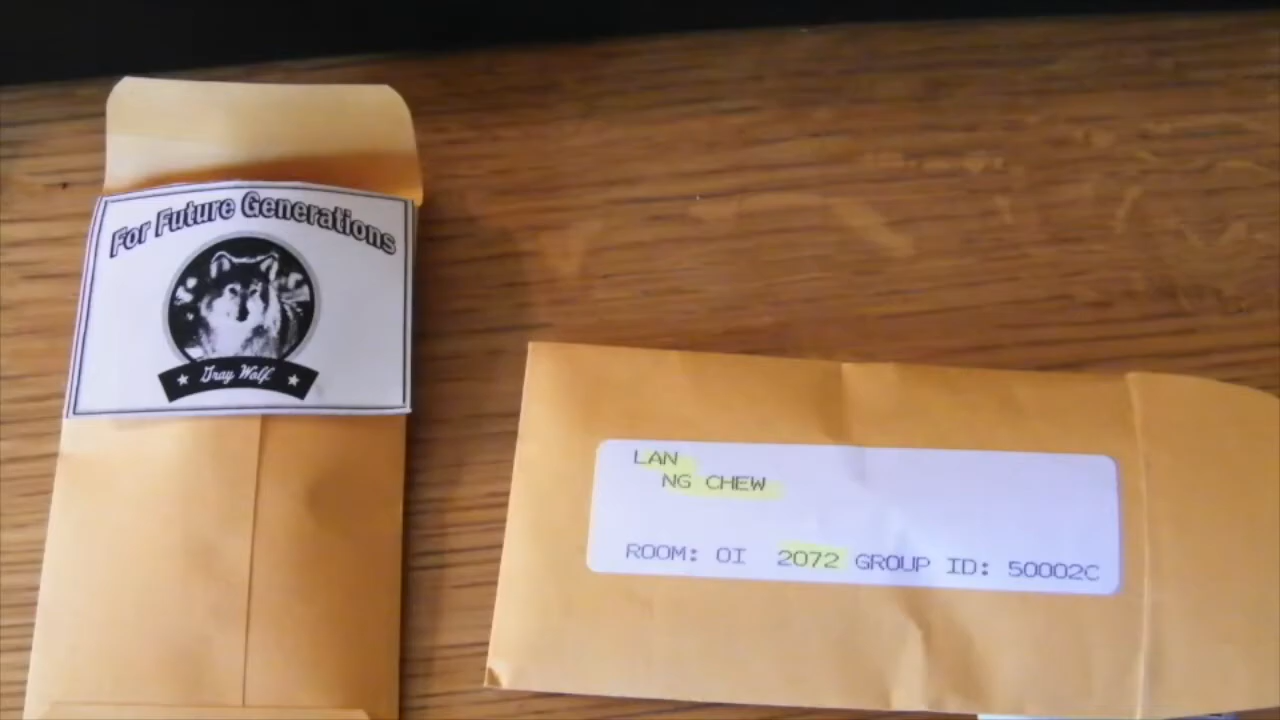 For Future Generations
Gray Wolf
LAN
NG CHEW
ROOM: OI 2072 GROUP ID: 50002C